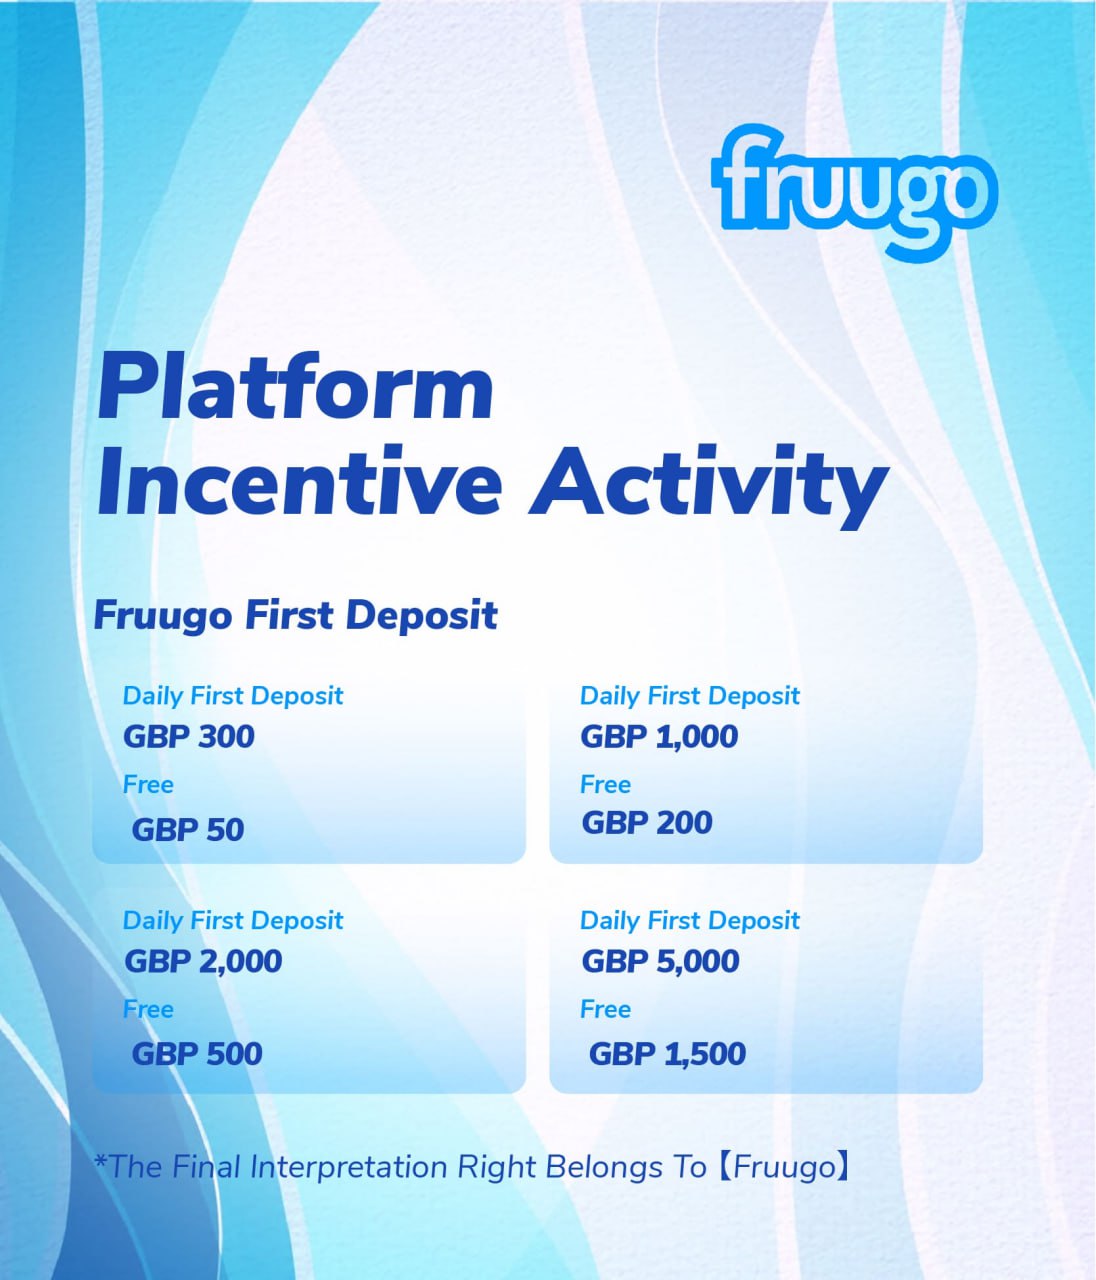 fruugo
Platform
Incentive Activity
Fruugo First Deposit
Daily First Deposit
GBP 300
Free
GBP 50
Daily First Deposit
GBP 1,000
Free
GBP 200
Daily First Deposit
GBP 2,000
Free
GBP 500
Daily First Deposit
GBP 5,000
Free
GBP 1,500
*The Final Interpretation Right Belongs To【Fruugo】